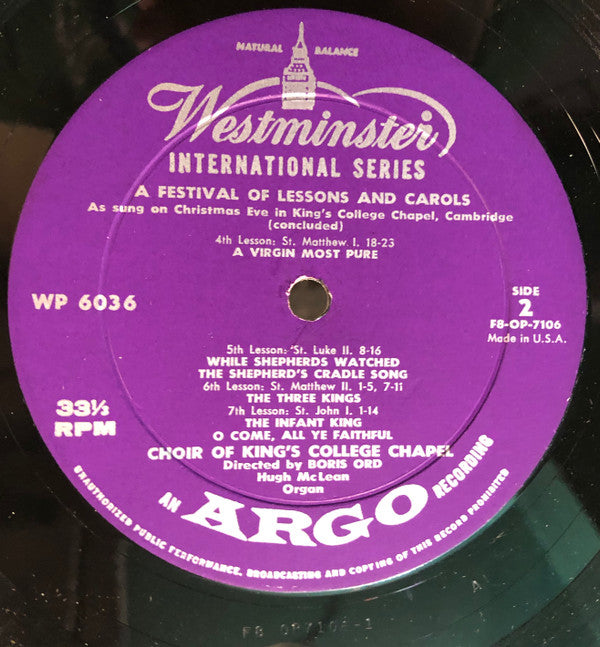 NATURAL BALANCE
Westminster
INTERNATIONAL SERIES
A FESTIVAL OF LESSONS AND CAROLS
As sung on Christmas Eve in King's College Chapel, Cambridge
(concluded)
4th Lesson: St. Matthew I. 18-23
A VIRGIN MOST PURE
WP 6036
SIDE
2
F8-OP-7106
Made in U.S.A.
5th Lesson: 'St. Luke II. 8-16
WHILE SHEPHERDS WATCHED
THE SHEPHERD'S CRADLE SONG
6th Lesson: St. Matthew II. 1-5, 7-11
THE THREE KINGS
7th Lesson: St. John I. 1-14
THE INFANT KING
O COME, ALL YE FAITHFUL
33⅓
RPM
CHOIR OF KING'S COLLEGE CHAPEL
Directed by BORIS ORD
Hugh McLean
Organ
AN ARGO RECORDING
UNAUTHORIZED PUBLIC PERFORMANCE, BROADCASTING AND COPYING OF THIS RECORD PROHIBITED
A
F8 OP7106-1